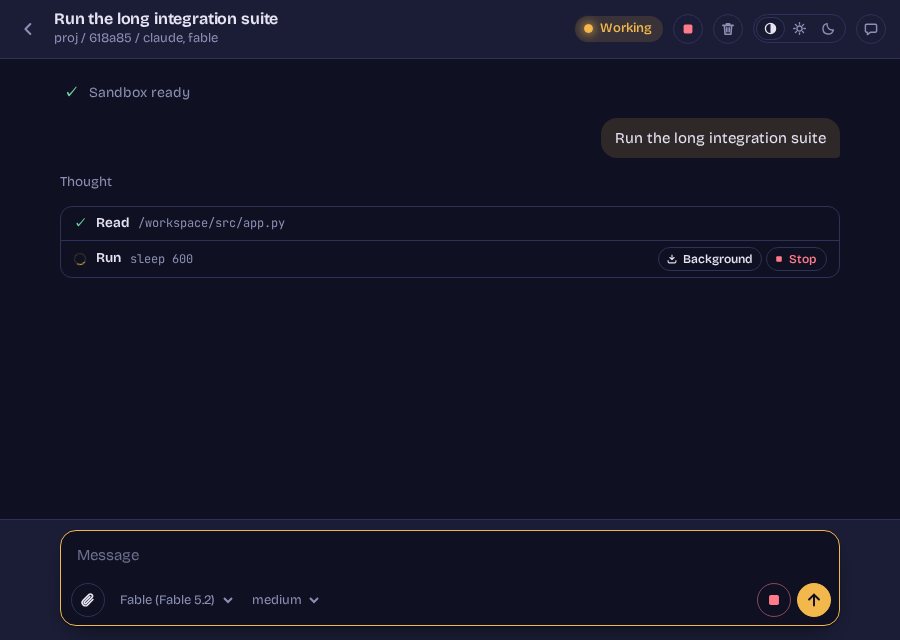 Run the long integration suite
proj / 618a85 / claude, fable
Working
Sandbox ready
Run the long integration suite
Thought
Read /workspace/src/app.py
Run sleep 600 Background Stop
Message
Fable (Fable 5.2) medium